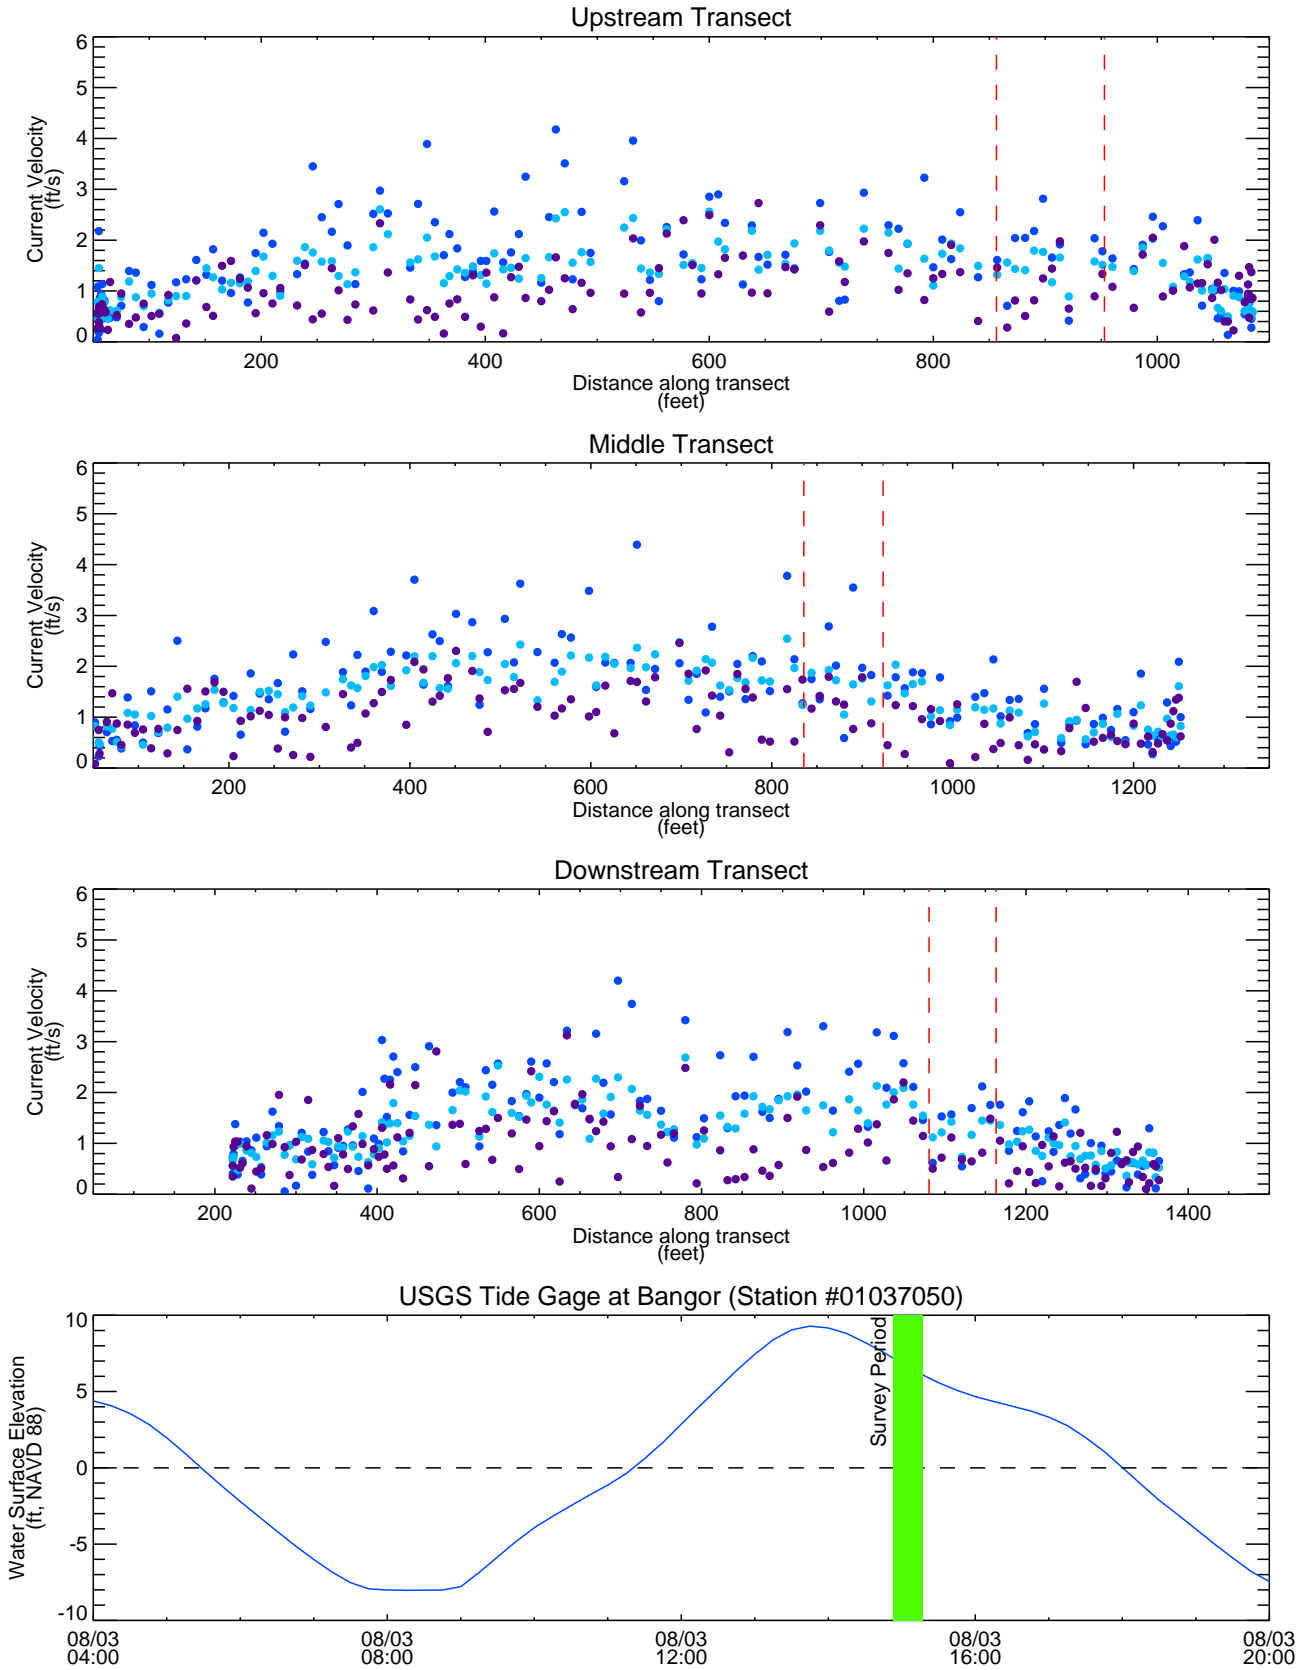 Upstream Transect
6
5
4
3
2
1
0
Current Velocity
(ft/s)
200
400
600
800
1000
Distance along transect
(feet)
Middle Transect
6
5
4
3
2
1
0
Current Velocity
(ft/s)
200
400
600
800
1000
1200
Distance along transect
(feet)
Downstream Transect
6
5
4
3
2
1
0
Current Velocity
(ft/s)
200
400
600
800
1000
1200
1400
Distance along transect
(feet)
USGS Tide Gage at Bangor (Station #01037050)
10
5
0
-5
-10
Water Surface Elevation
(ft, NAVD 88)
Survey Period
08/03
04:00
08/03
08:00
08/03
12:00
08/03
16:00
08/03
20:00